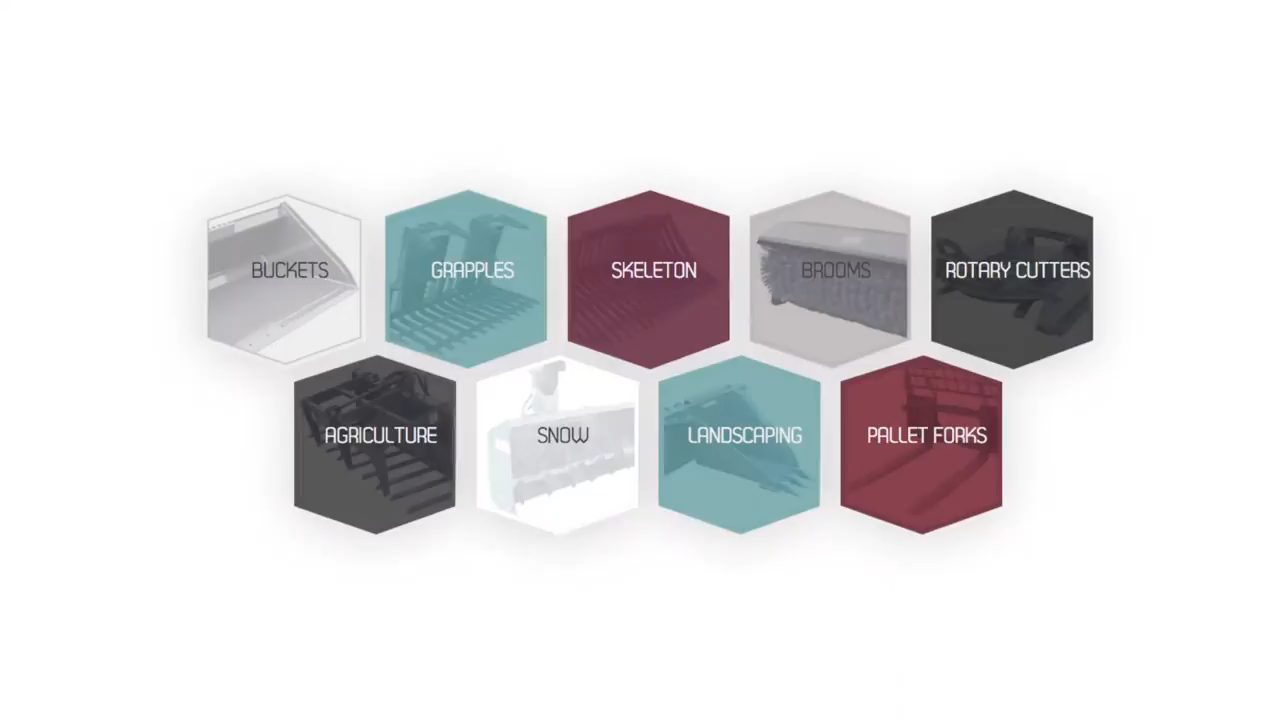 BUCKETS
GRAPPLES
SKELETON
BROOMS
ROTARY CUTTERS
AGRICULTURE
SNOW
LANDSCAPING
PALLET FORKS